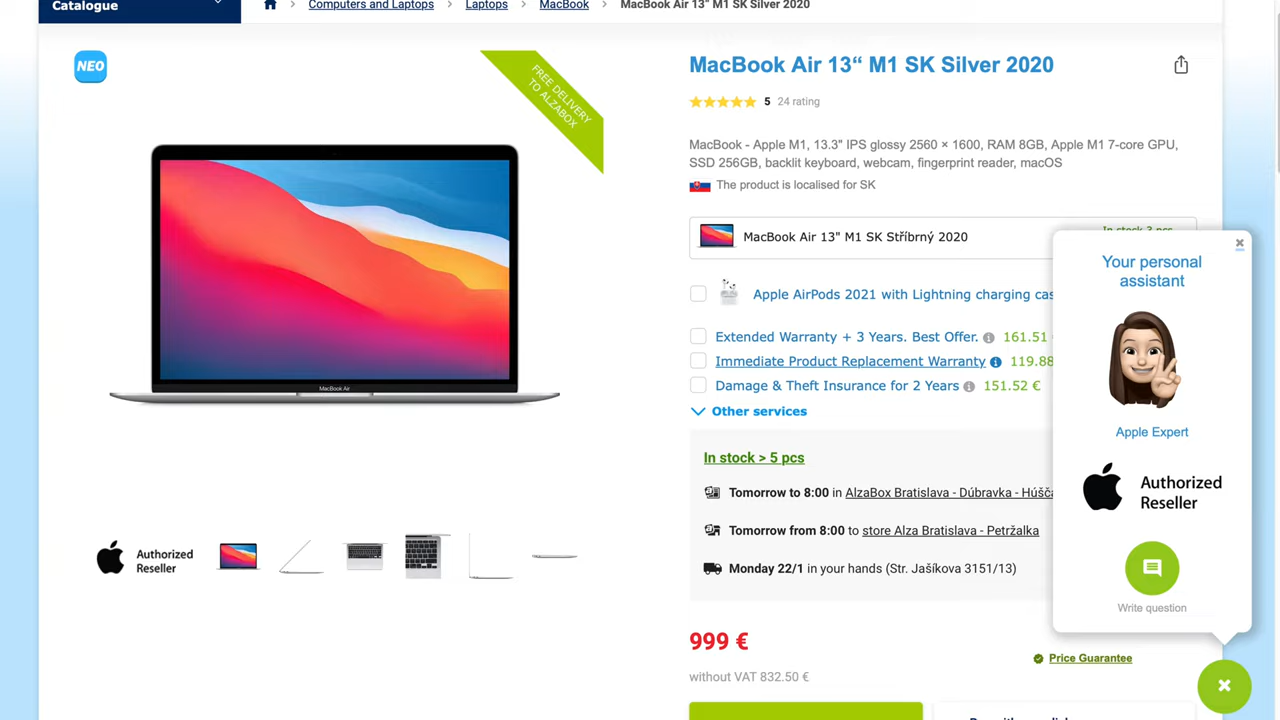 Catalogue
Computers and Laptops
Laptops
MacBook
MacBook Air 13" M1 SK Silver 2020
NEO
FREE DELIVERY
TO ALZABOX
MacBook Air
Authorized
Reseller
MacBook Air 13“ M1 SK Silver 2020
5 24 rating
MacBook - Apple M1, 13.3" IPS glossy 2560 × 1600, RAM 8GB, Apple M1 7-core GPU,
SSD 256GB, backlit keyboard, webcam, fingerprint reader, macOS
The product is localised for SK
MacBook Air 13" M1 SK Stříbrný 2020
Apple AirPods 2021 with Lightning charging cas
Extended Warranty + 3 Years. Best Offer. 161.51
Immediate Product Replacement Warranty 119.88
Damage & Theft Insurance for 2 Years 151.52 €
Other services
In stock > 5 pcs
Tomorrow to 8:00 in AlzaBox Bratislava - Dúbravka - Húšča
Tomorrow from 8:00 to store Alza Bratislava - Petržalka
Monday 22/1 in your hands (Str. Jašíkova 3151/13)
999 €
without VAT 832.50 €
Price Guarantee
Your personal
assistant
Apple Expert
Authorized
Reseller
Write question